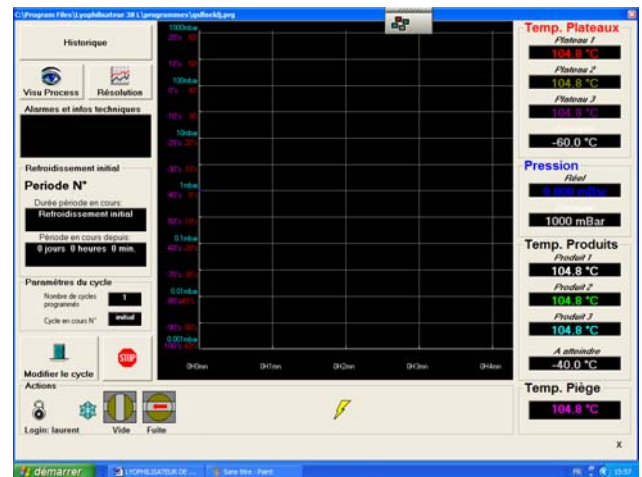 C:\Program Files\Lyophilisateur 38 L\programmes\qsdfnekfj.prg
Historique
Visu Process
Résolution
Alarmes et infos techniques
Refroidissement initial
Periode N°
Durée période en cours:
Refroidissement initial
Période en cours depuis:
0 jours 0 heures 0 min.
Paramètres du cycle
Nombre de cycles programmés
1
Cycle en cours N°
initial
Modifier le cycle
STOP
Actions
Login: laurent
Vide
Fuite
1000mbar
100mbar
10mbar
1mbar
0.1mbar
0.01mbar
0.001mbar
0H0mn
0H1mn
0H2mn
0H3mn
0H4mn
Temp. Plateaux
Plateau 1
104.8 °C
Plateau 2
104.8 °C
Plateau 3
104.8 °C
-60.0 °C
Pression
Réel
0.000 mBar
1000 mBar
Temp. Produits
Produit 1
104.8 °C
Produit 2
104.8 °C
Produit 3
104.8 °C
A atteindre
-40.0 °C
Temp. Piège
104.8 °C
X
démarrer
LYOPHILISATEUR DE ...
Sans titre - Paint
FR
15:57